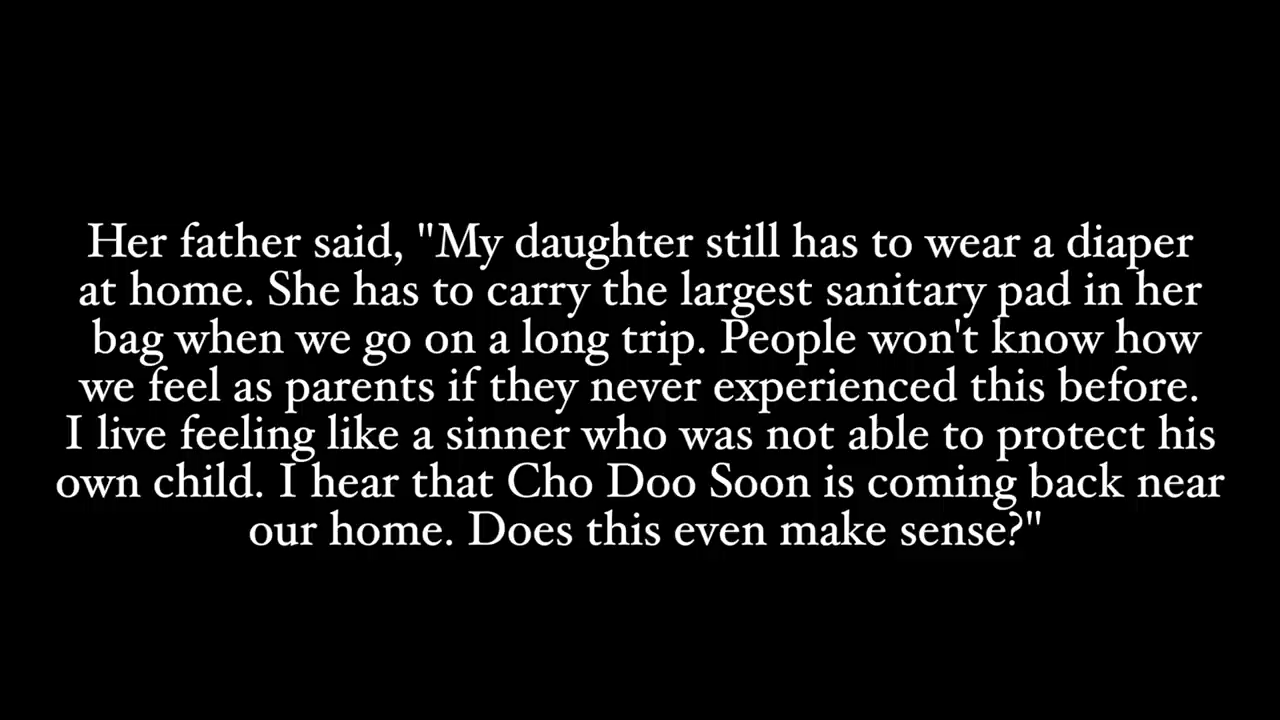 Her father said, "My daughter still has to wear a diaper
at home. She has to carry the largest sanitary pad in her
bag when we go on a long trip. People won't know how
we feel as parents if they never experienced this before.
I live feeling like a sinner who was not able to protect his
own child. I hear that Cho Doo Soon is coming back near
our home. Does this even make sense?"